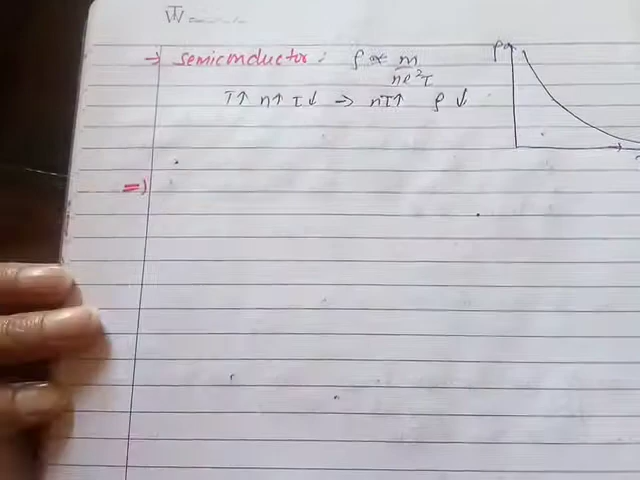 → semiconductor: ρ ∝ m/ne²τ
T↑ n↑ τ↓ → nτ↑ ρ↓
ρ
⇒